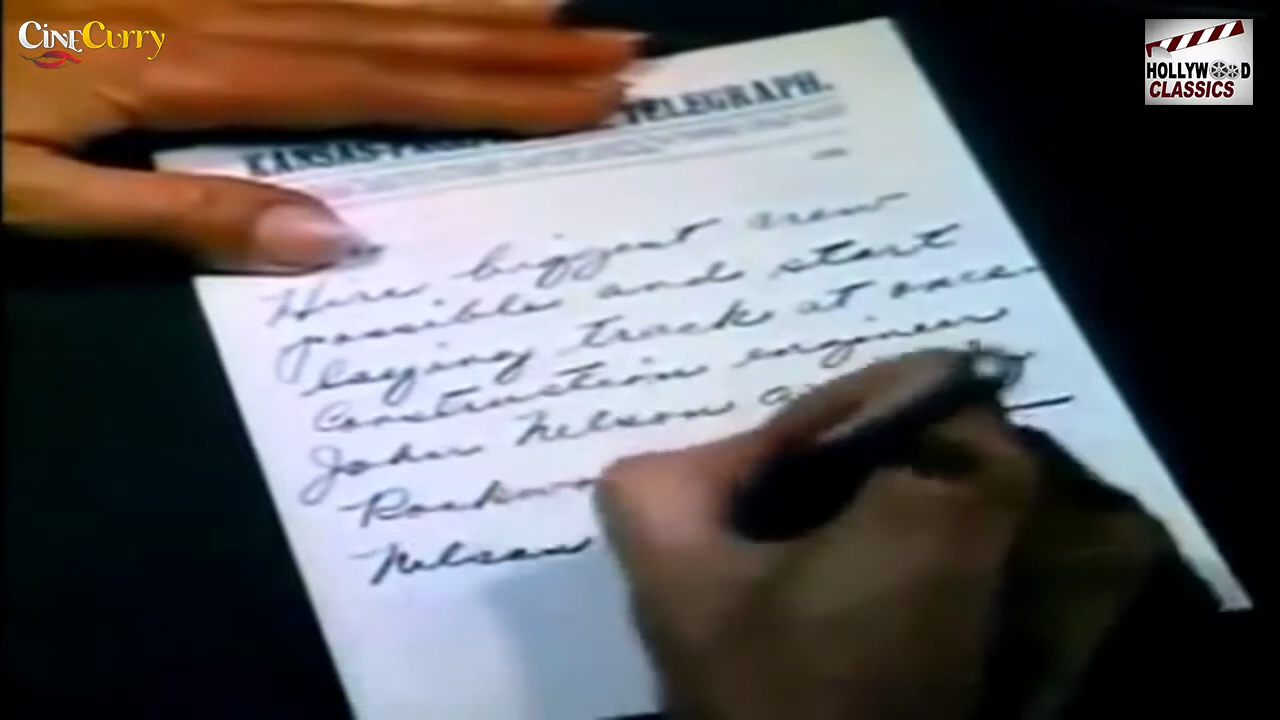 CINECURRY
HOLLYWOOD
CLASSICS
TELEGRAPH.
Hire biggest crew
possible and start
laying track at once.
Construction engineer
John Nelson
Nelson